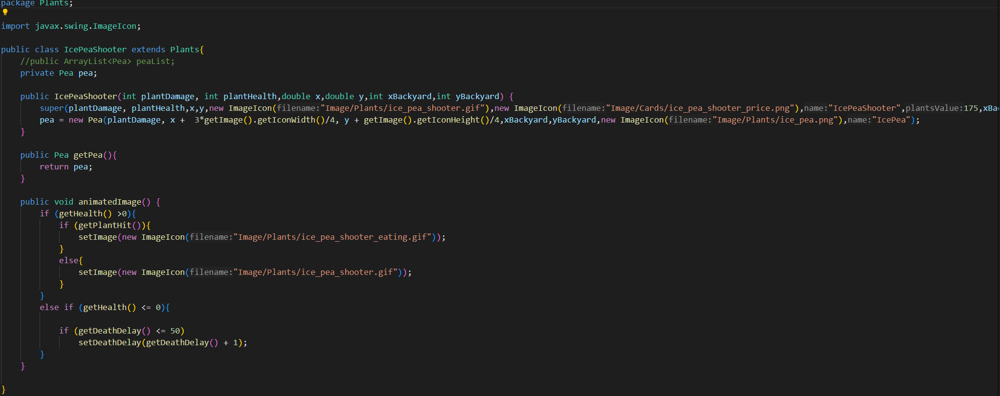 package Plants;
import javax.swing.ImageIcon;
public class IcePeaShooter extends Plants{
//public ArrayList<Pea> peaList;
private Pea pea;
public IcePeaShooter(int plantDamage, int plantHealth,double x,double y,int xBackyard,int yBackyard) {
super(plantDamage, plantHealth,x,y,new ImageIcon(filename:"Image/Plants/ice_pea_shooter.gif"),new ImageIcon(filename:"Image/Cards/ice_pea_shooter_price.png"),name:"IcePeaShooter",plantsValue:175,xBa
pea = new Pea(plantDamage, x +  3*getImage().getIconWidth()/4, y + getImage().getIconHeight()/4,xBackyard,yBackyard,new ImageIcon(filename:"Image/Plants/ice_pea.png"),name:"IcePea");
}
public Pea getPea(){
return pea;
}
public void animatedImage() {
if (getHealth() >0){
if (getPlantHit()){
setImage(new ImageIcon(filename:"Image/Plants/ice_pea_shooter_eating.gif"));
}
else{
setImage(new ImageIcon(filename:"Image/Plants/ice_pea_shooter.gif"));
}
}
else if (getHealth() <= 0){
if (getDeathDelay() <= 50)
setDeathDelay(getDeathDelay() + 1);
}
}
}